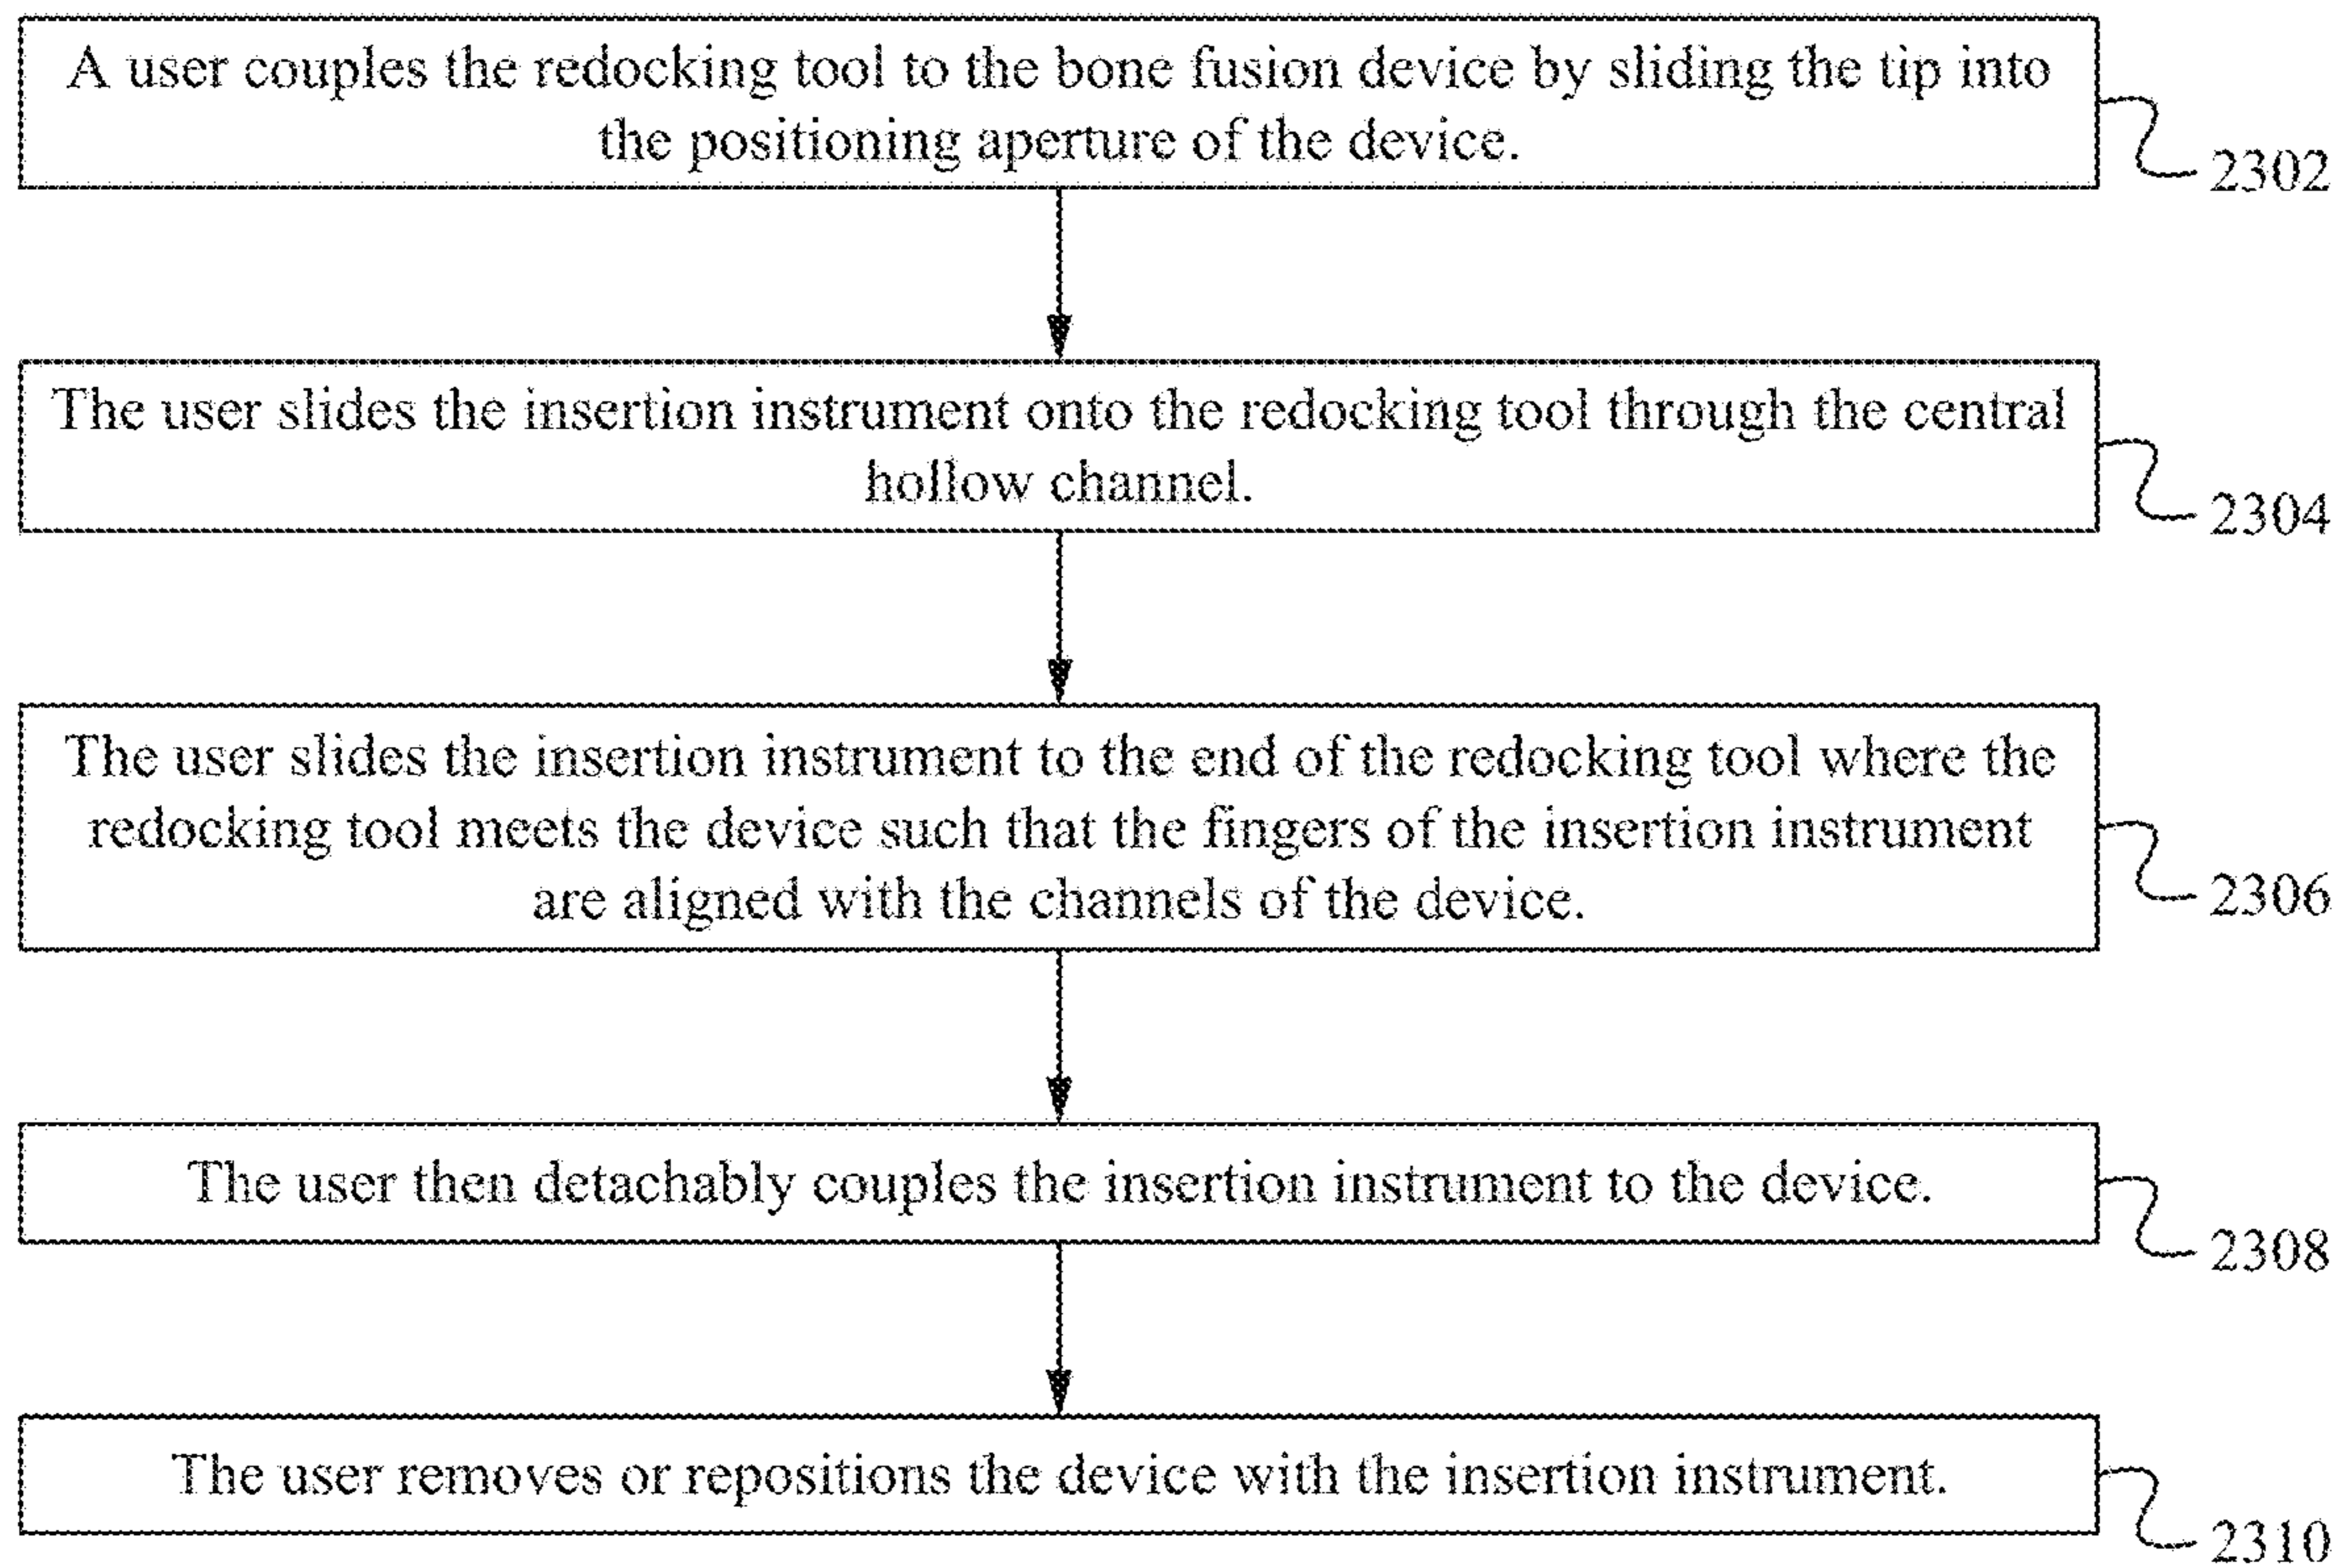 A user couples the redocking tool to the bone fusion device by sliding the tip into
the positioning aperture of the device.
2302
The user slides the insertion instrument onto the redocking tool through the central
hollow channel.
2304
The user slides the insertion instrument to the end of the redocking tool where the
redocking tool meets the device such that the fingers of the insertion instrument
are aligned with the channels of the device.
2306
The user then detachably couples the insertion instrument to the device.
2308
The user removes or repositions the device with the insertion instrument.
2310